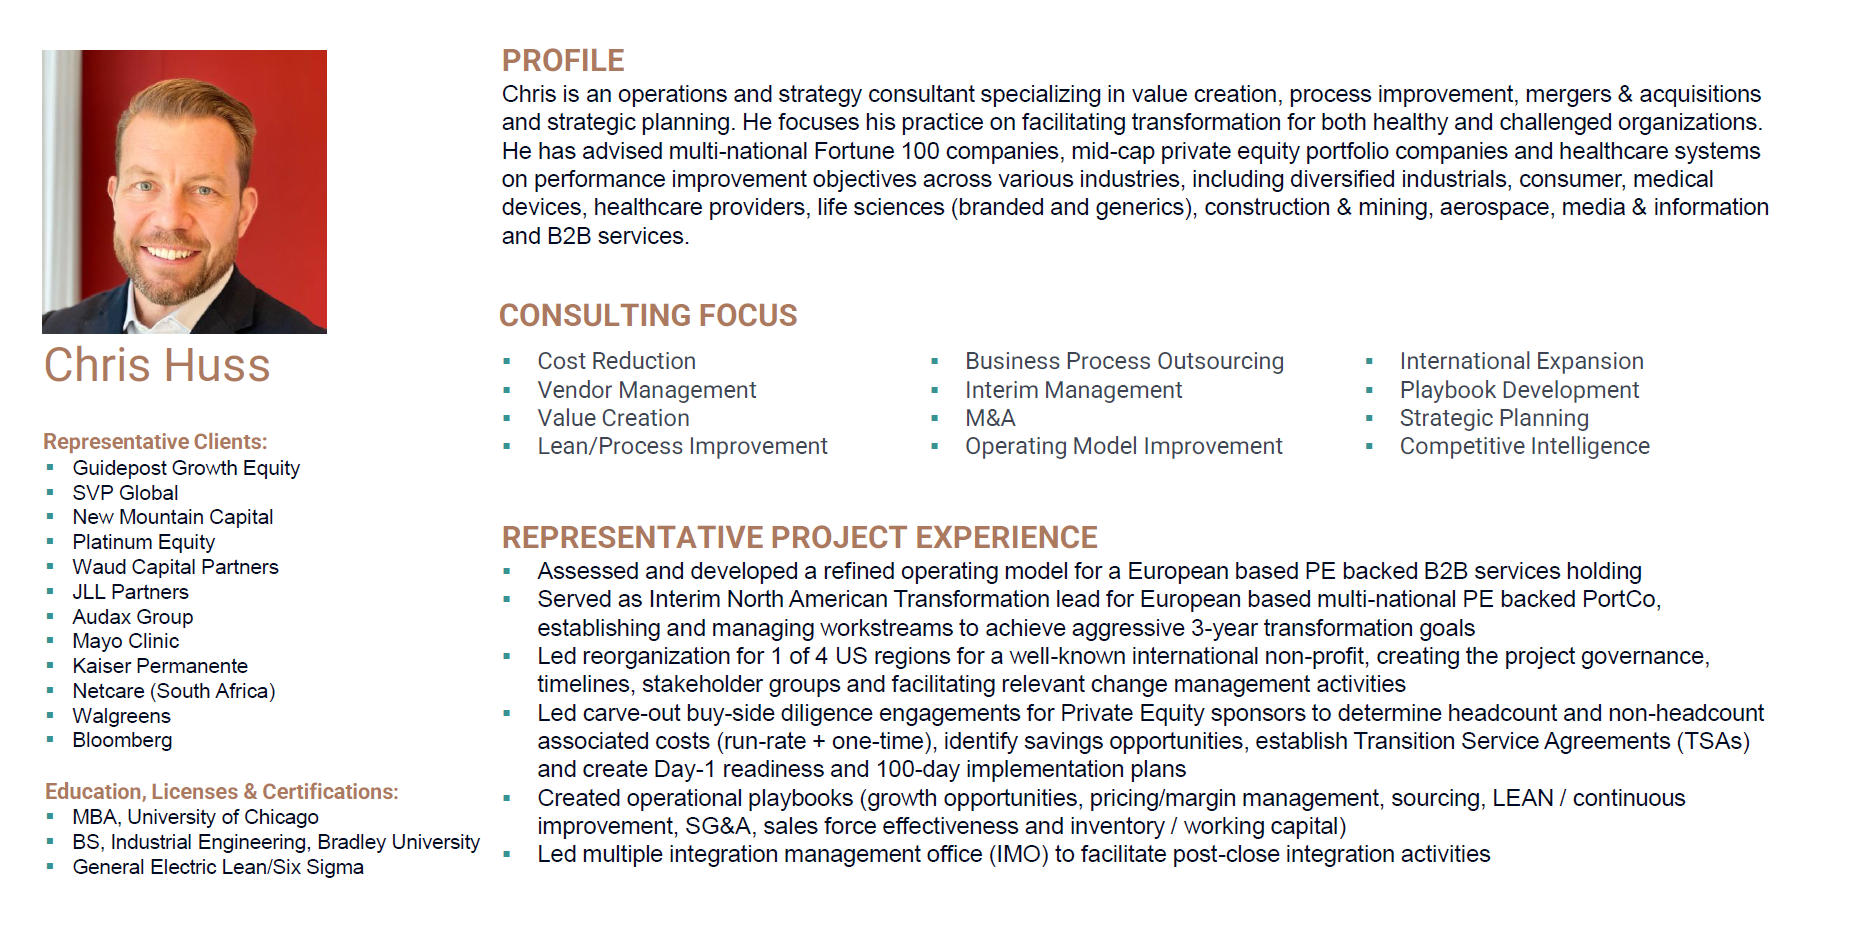 Chris Huss
Representative Clients:
▪ Guidepost Growth Equity
▪ SVP Global
▪ New Mountain Capital
▪ Platinum Equity
▪ Waud Capital Partners
▪ JLL Partners
▪ Audax Group
▪ Mayo Clinic
▪ Kaiser Permanente
▪ Netcare (South Africa)
▪ Walgreens
▪ Bloomberg
Education, Licenses & Certifications:
▪ MBA, University of Chicago
▪ BS, Industrial Engineering, Bradley University
▪ General Electric Lean/Six Sigma
PROFILE
Chris is an operations and strategy consultant specializing in value creation, process improvement, mergers & acquisitions
and strategic planning. He focuses his practice on facilitating transformation for both healthy and challenged organizations.
He has advised multi-national Fortune 100 companies, mid-cap private equity portfolio companies and healthcare systems
on performance improvement objectives across various industries, including diversified industrials, consumer, medical
devices, healthcare providers, life sciences (branded and generics), construction & mining, aerospace, media & information
and B2B services.
CONSULTING FOCUS
▪ Cost Reduction
▪ Vendor Management
▪ Value Creation
▪ Lean/Process Improvement
▪ Business Process Outsourcing
▪ Interim Management
▪ M&A
▪ Operating Model Improvement
▪ International Expansion
▪ Playbook Development
▪ Strategic Planning
▪ Competitive Intelligence
REPRESENTATIVE PROJECT EXPERIENCE
▪ Assessed and developed a refined operating model for a European based PE backed B2B services holding
▪ Served as Interim North American Transformation lead for European based multi-national PE backed PortCo,
establishing and managing workstreams to achieve aggressive 3-year transformation goals
▪ Led reorganization for 1 of 4 US regions for a well-known international non-profit, creating the project governance,
timelines, stakeholder groups and facilitating relevant change management activities
▪ Led carve-out buy-side diligence engagements for Private Equity sponsors to determine headcount and non-headcount
associated costs (run-rate + one-time), identify savings opportunities, establish Transition Service Agreements (TSAs)
and create Day-1 readiness and 100-day implementation plans
▪ Created operational playbooks (growth opportunities, pricing/margin management, sourcing, LEAN / continuous
improvement, SG&A, sales force effectiveness and inventory / working capital)
▪ Led multiple integration management office (IMO) to facilitate post-close integration activities